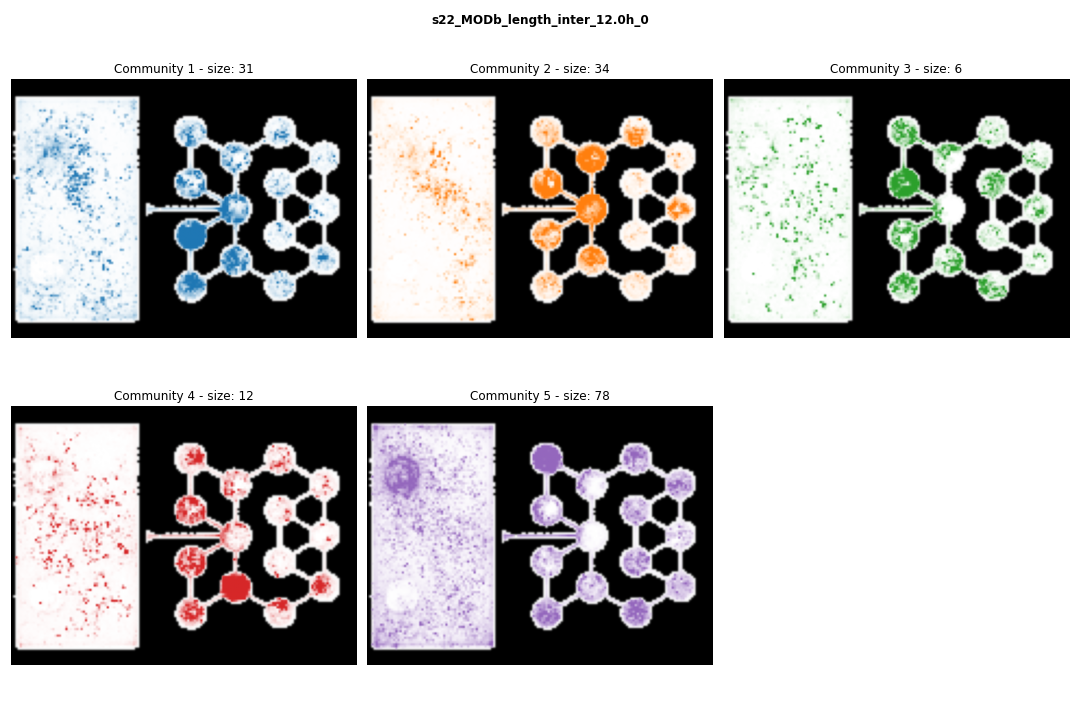 s22_MODb_length_inter_12.0h_0
Community 1 - size: 31
Community 2 - size: 34
Community 3 - size: 6
Community 4 - size: 12
Community 5 - size: 78